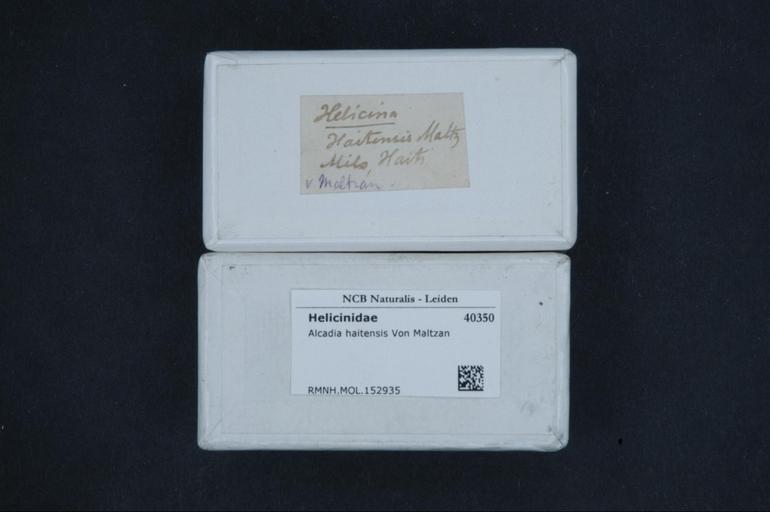 Helicina
Haitensis Maltz
Milo, Haiti
v Maltzan.
NCB Naturalis - Leiden
Helicinidae 40350
Alcadia haitensis Von Maltzan
RMNH.MOL.152935